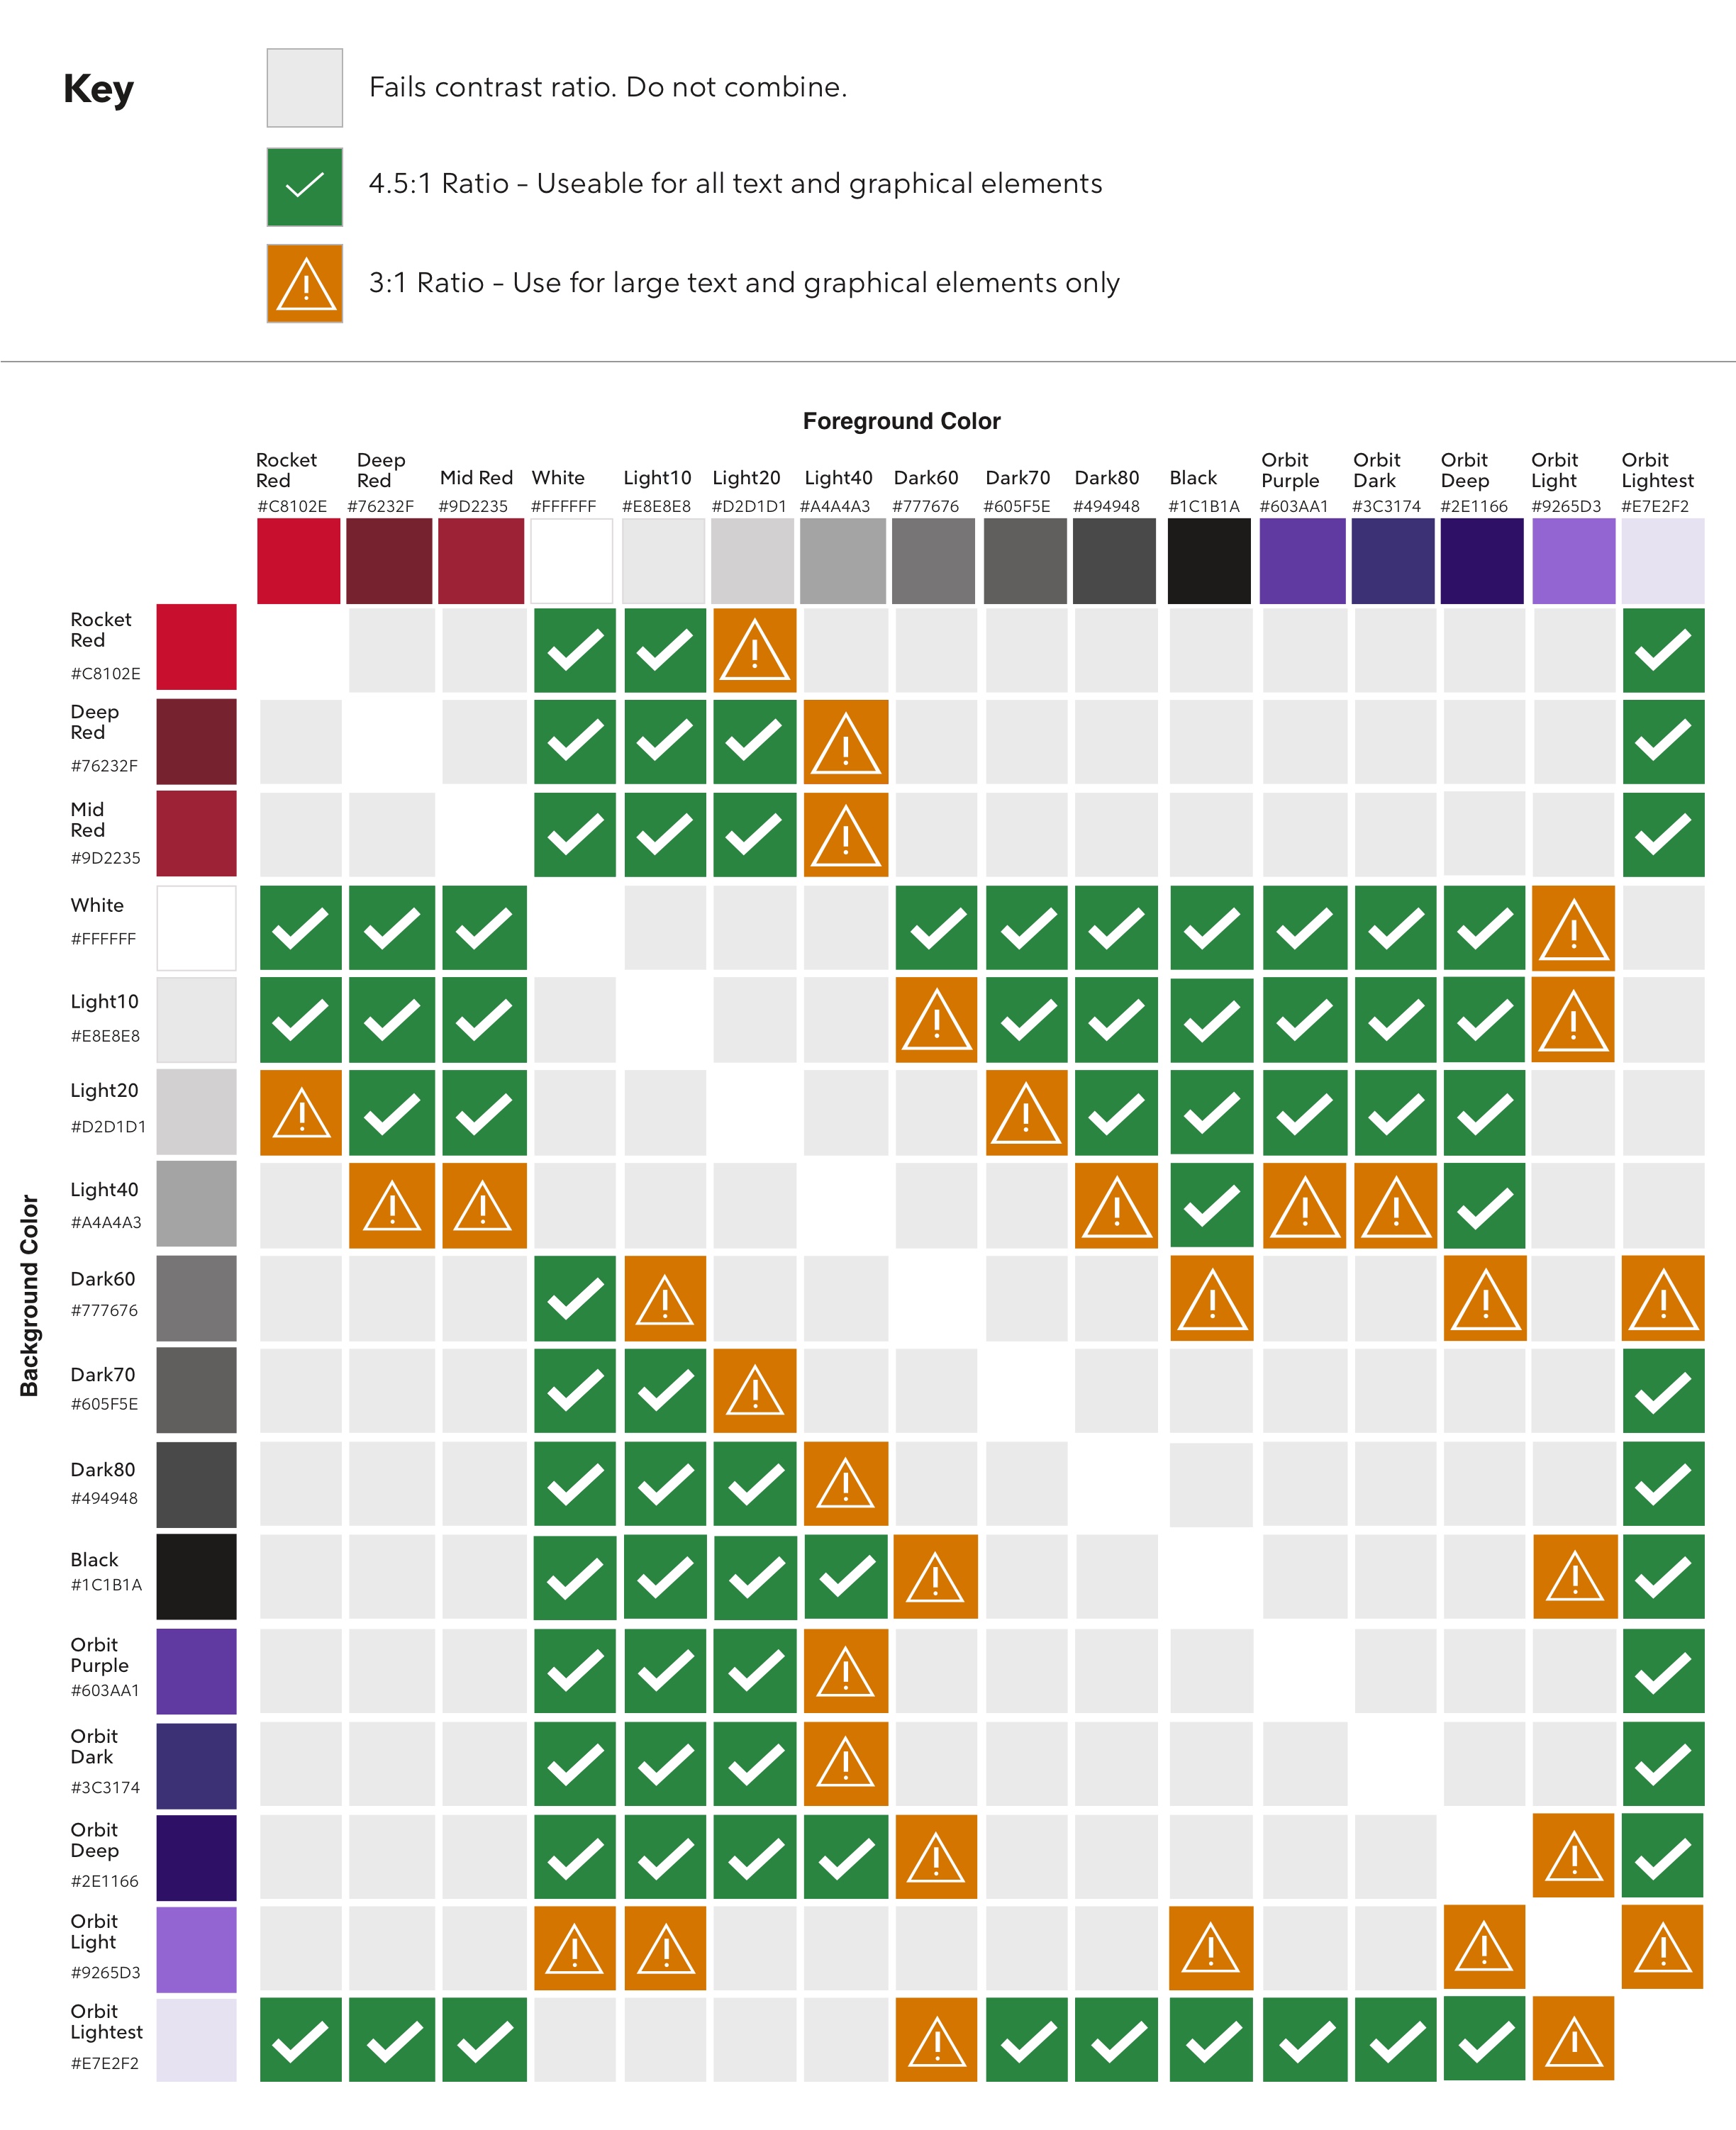 Key
Fails contrast ratio. Do not combine.
4.5:1 Ratio - Useable for all text and graphical elements
3:1 Ratio - Use for large text and graphical elements only
Foreground Color
Rocket
Red
#C8102E
Deep
Red
#76232F
Mid Red
#9D2235
White
#FFFFFF
Light10
#E8E8E8
Light20
#D2D1D1
Light40
#A4A4A3
Dark60
#777676
Dark70
#605F5E
Dark80
#494948
Black
#1C1B1A
Orbit
Purple
#603AA1
Orbit
Dark
#3C3174
Orbit
Deep
#2E1166
Orbit
Light
#9265D3
Orbit
Lightest
#E7E2F2
Background Color
Rocket
Red
#C8102E
Deep
Red
#76232F
Mid
Red
#9D2235
White
#FFFFFF
Light10
#E8E8E8
Light20
#D2D1D1
Light40
#A4A4A3
Dark60
#777676
Dark70
#605F5E
Dark80
#494948
Black
#1C1B1A
Orbit
Purple
#603AA1
Orbit
Dark
#3C3174
Orbit
Deep
#2E1166
Orbit
Light
#9265D3
Orbit
Lightest
#E7E2F2